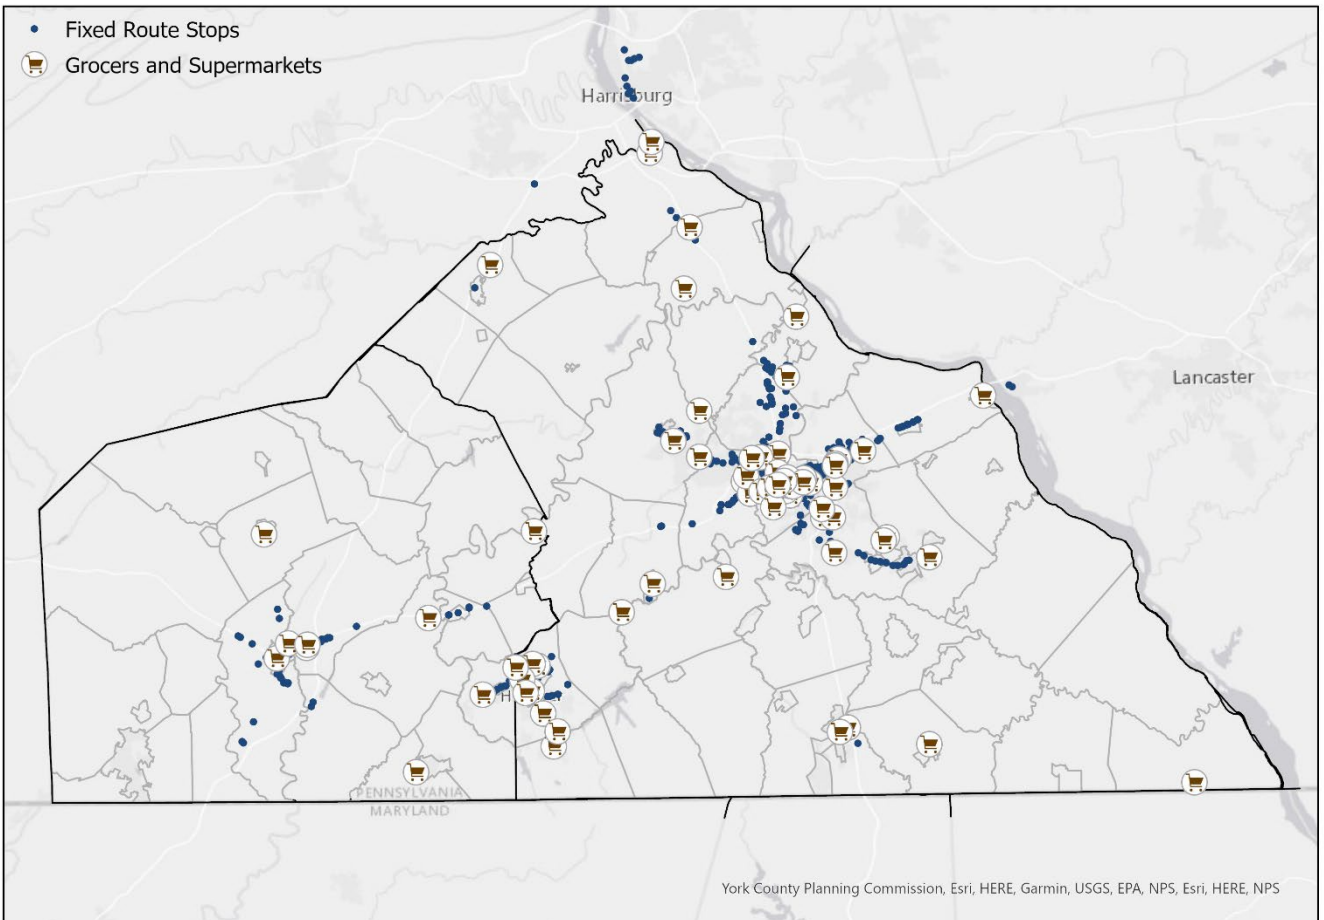 Fixed Route Stops
Grocers and Supermarkets
Harrisburg
Lancaster
PENNSYLVANIA
MARYLAND
York County Planning Commission, Esri, HERE, Garmin, USGS, EPA, NPS, Esri, HERE, NPS